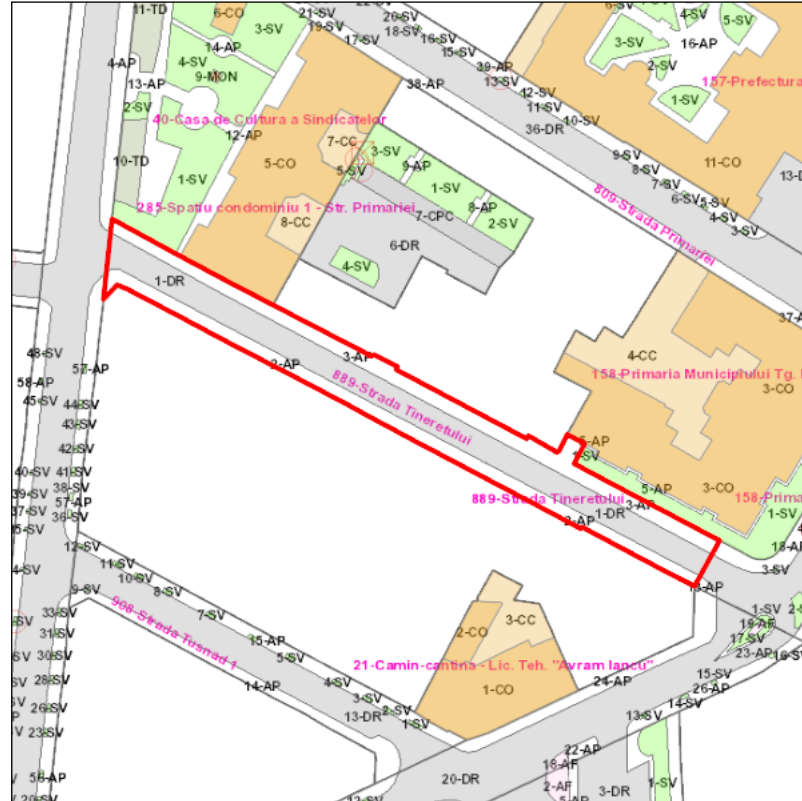 11-TD
6-CO
3-SV
21-SV
20-SV
19-SV
18-SV
17-SV
16-SV
15-SV
6-SV
4-SV
5-SV
3-SV
16-AP
2-SV
14-AP
4-SV
9-MON
4-AP
13-AP
39-AP
13-SV
38-AP
12-SV
11-SV
10-SV
36-DR
1-SV
157-Prefectura
2-SV
40-Casa de Cultura a Sindicatelor
12-AP
7-CC
3-SV
9-AP
10-TD
5-CO
5-SV
1-SV
1-SV
8-AP
9-SV
8-SV
7-SV
6-SV
5-SV
4-SV
3-SV
11-CO
285-Spatiu condominiu 1 - Str. Primariei
7-CPC
2-SV
8-CC
6-DR
4-SV
809-Strada Primariei
1-DR
37-A
48-SV
57-AP
2-AP
3-AP
4-CC
58-AP
158-Primaria Municipiului Tg.
45-SV
44-SV
889-Strada Tineretului
3-CO
43-SV
42-SV
5-AP
1-SV
40-SV
41-SV
39-SV
38-SV
57-AP
37-SV
36-SV
5-AP
3-CO
889-Strada Tineretului
3-AP
158-Prima
1-DR
1-SV
2-AP
18-AP
12-SV
11-SV
10-SV
4-SV
9-SV
8-SV
3-SV
7-SV
33-SV
908-Strada Tusnad 1
31-SV
15-AP
2-CO
3-CC
1-SV
17-SV
30-SV
5-SV
21-Camin-cantina - Lic. Teh. "Avram Iancu"
23-AP
16-SV
28-SV
14-AP
4-SV
1-CO
24-AP
15-SV
26-AP
3-SV
14-SV
26-SV
13-DR
2-SV
1-SV
13-SV
23-SV
22-AP
18-AF
56-AP
20-DR
2-AF
3-DR
1-SV
20-SV
12-SV
5-AP